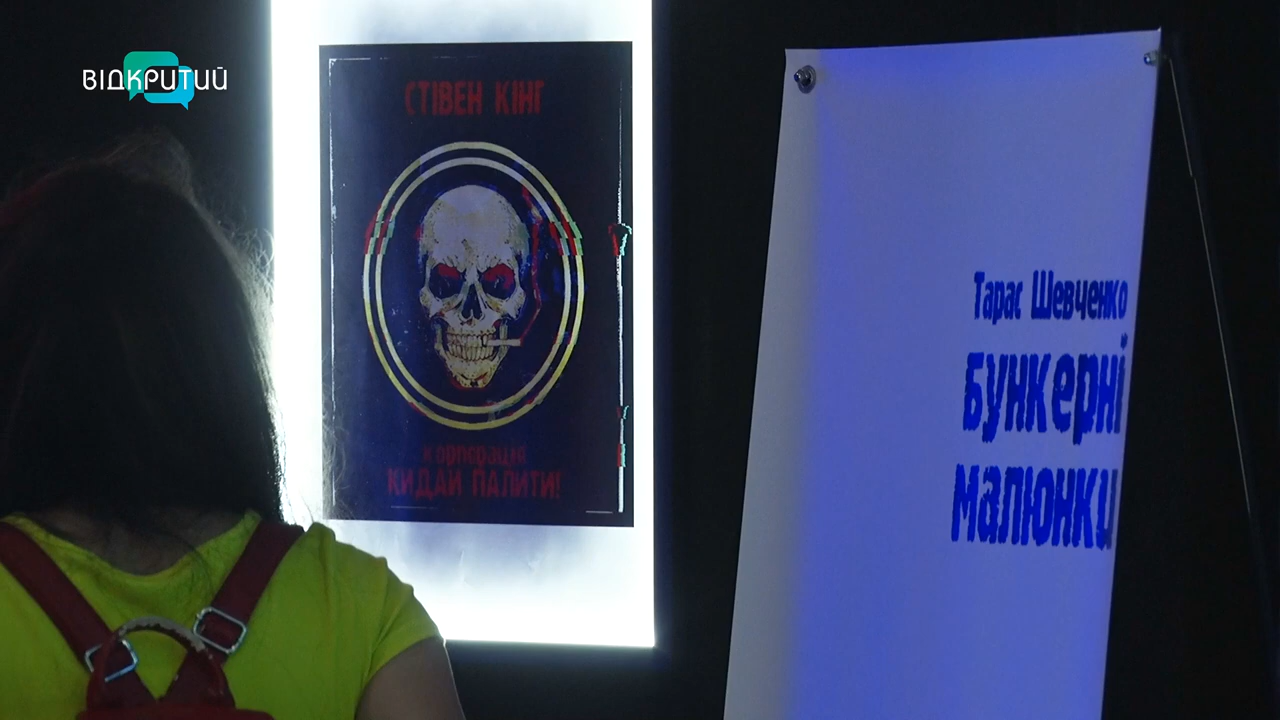 ВІДКРИТИЙ
СТІВЕН КІНГ
Корпорація
КИДАЙ ПАЛИТИ!
Тарас Шевченко
Бункерні
малюнки